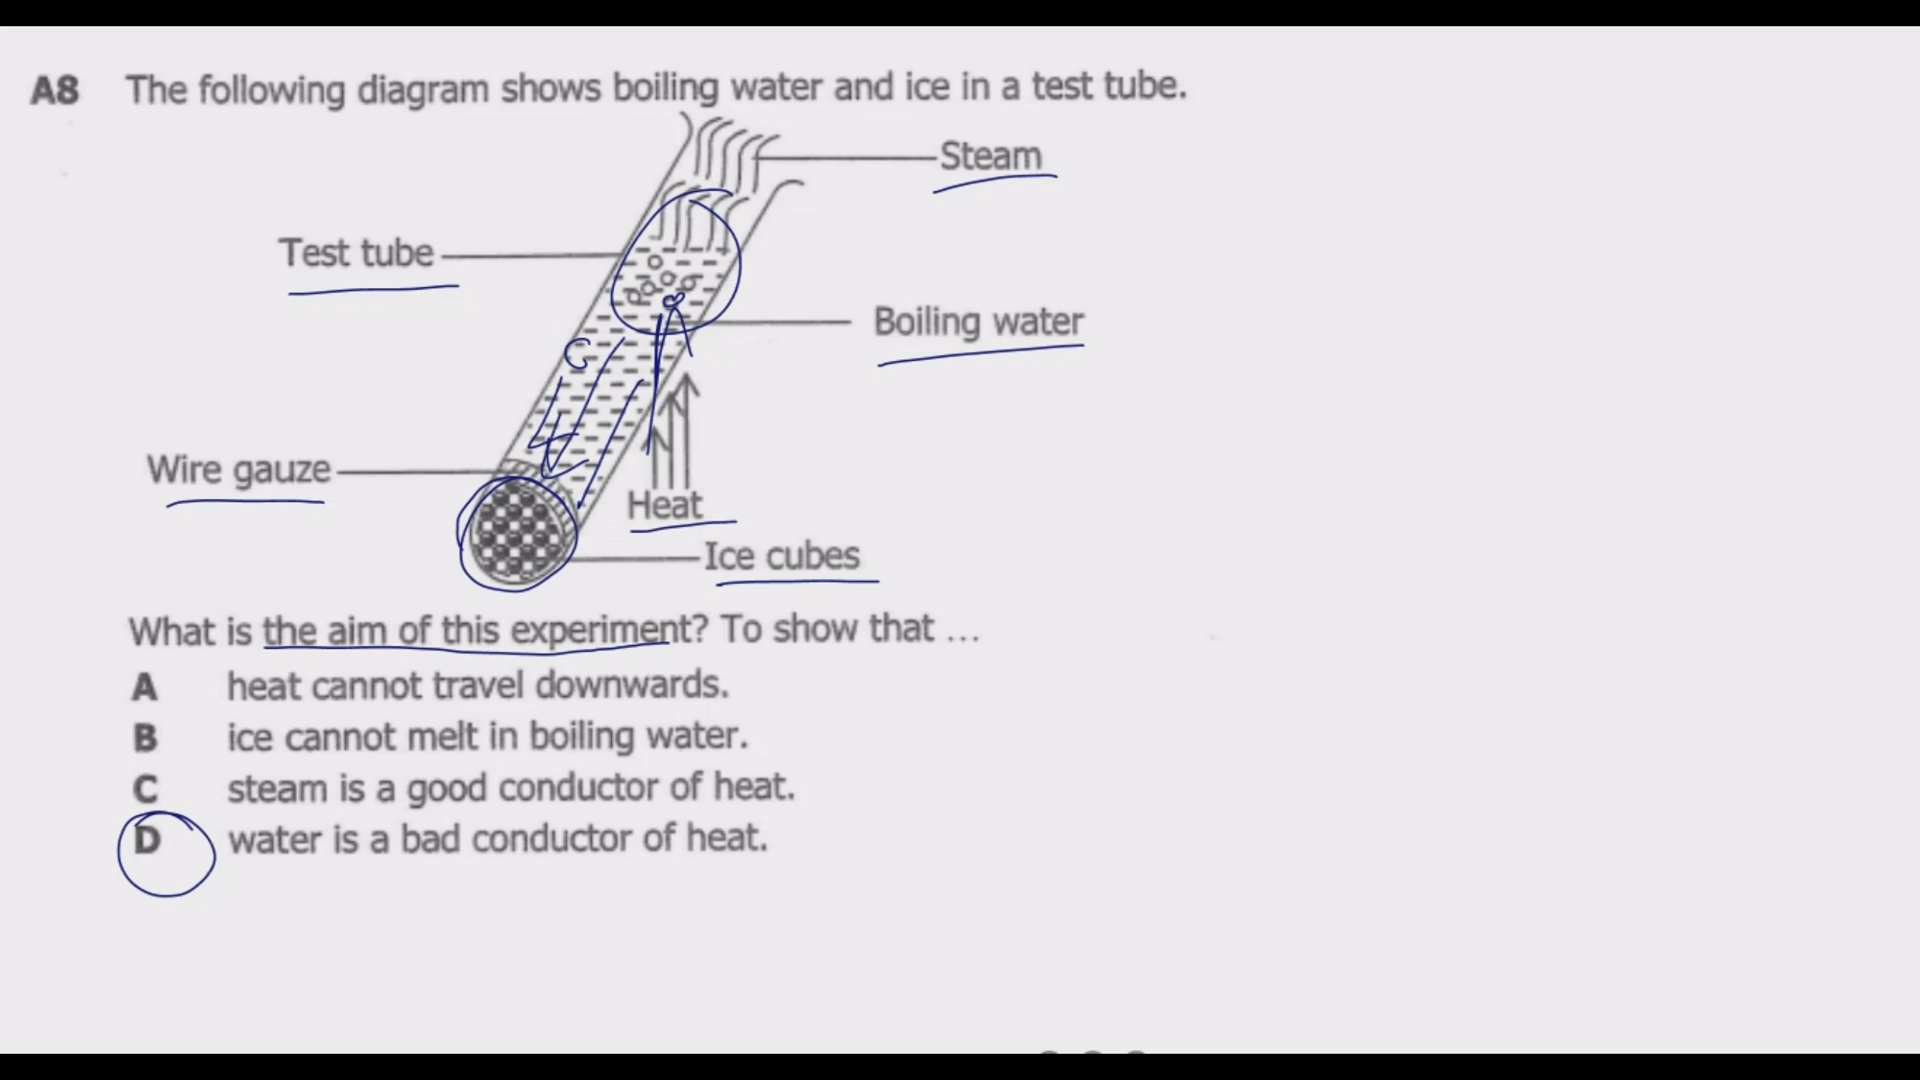 A8 The following diagram shows boiling water and ice in a test tube.
Steam
Test tube
Boiling water
Wire gauze
Heat
Ice cubes
What is the aim of this experiment? To show that ...
A heat cannot travel downwards.
B ice cannot melt in boiling water.
C steam is a good conductor of heat.
D water is a bad conductor of heat.